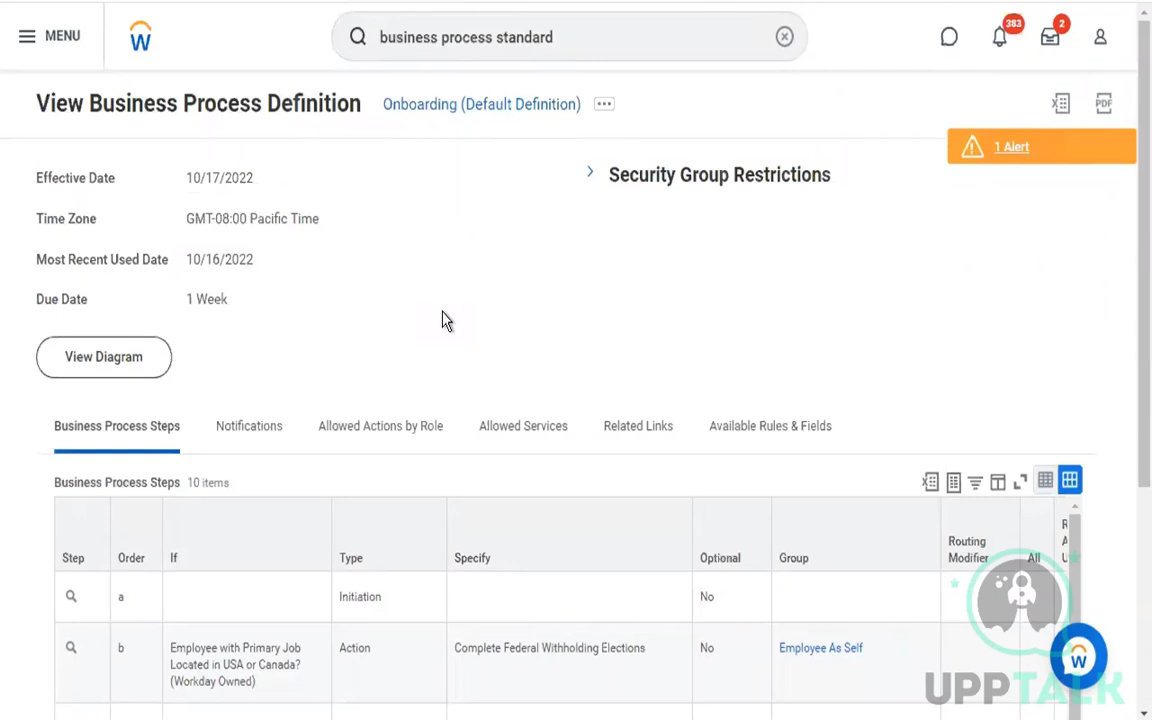 MENU
business process standard
383
2
View Business Process Definition
Onboarding (Default Definition)
PDF
1 Alert
Effective Date 10/17/2022
Security Group Restrictions
Time Zone GMT-08:00 Pacific Time
Most Recent Used Date 10/16/2022
Due Date 1 Week
View Diagram
Business Process Steps Notifications Allowed Actions by Role Allowed Services Related Links Available Rules & Fields
Business Process Steps 10 items
Step Order If Type Specify Optional Group Routing Modifier All
a Initiation No
b Employee with Primary Job Action Complete Federal Withholding Elections No Employee As Self
Located in USA or Canada?
(Workday Owned)
UPPTALK